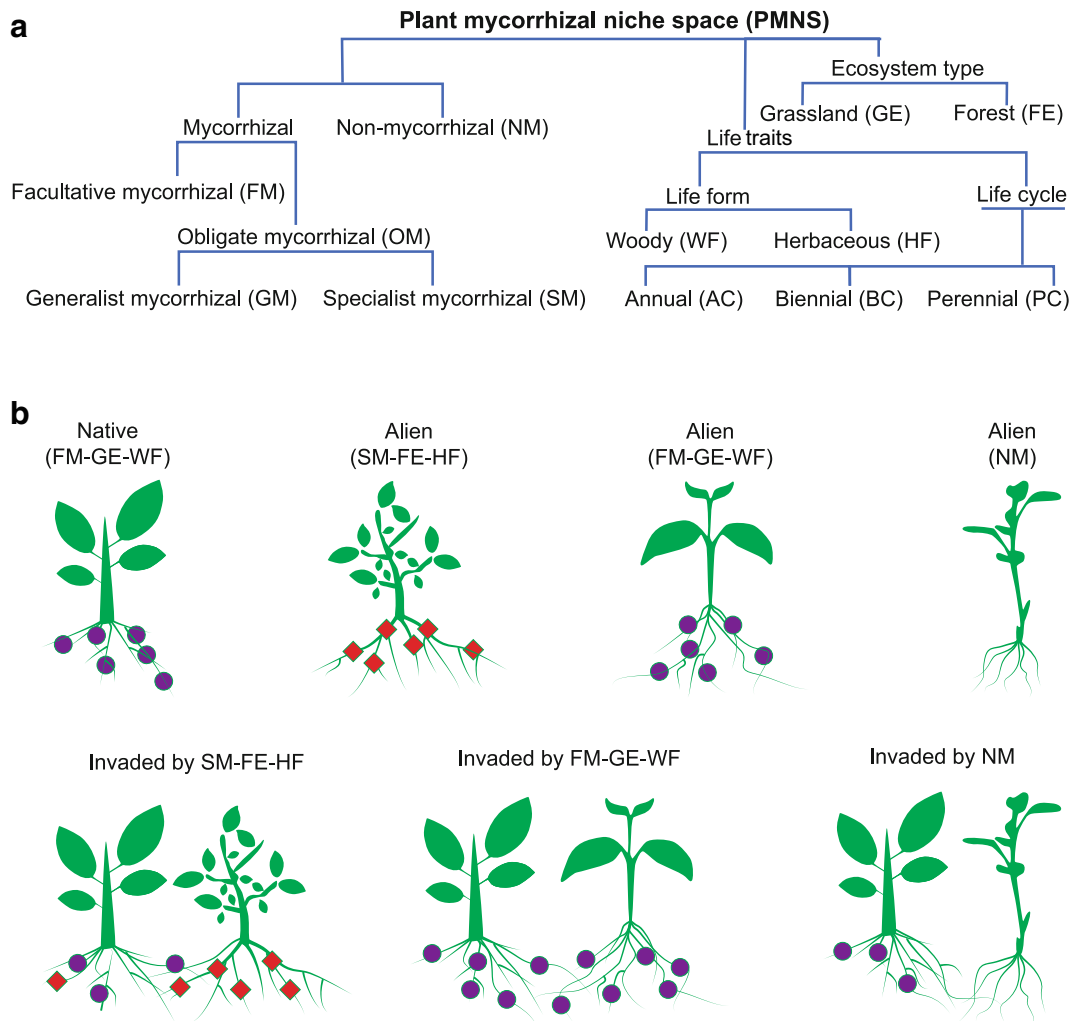 a
Plant mycorrhizal niche space (PMNS)
Ecosystem type
Grassland (GE)
Forest (FE)
Mycorrhizal
Non-mycorrhizal (NM)
Life traits
Facultative mycorrhizal (FM)
Life form
Life cycle
Obligate mycorrhizal (OM)
Woody (WF)
Herbaceous (HF)
Generalist mycorrhizal (GM)
Specialist mycorrhizal (SM)
Annual (AC)
Biennial (BC)
Perennial (PC)
b
Native
(FM-GE-WF)
Alien
(SM-FE-HF)
Alien
(FM-GE-WF)
Alien
(NM)
Invaded by SM-FE-HF
Invaded by FM-GE-WF
Invaded by NM